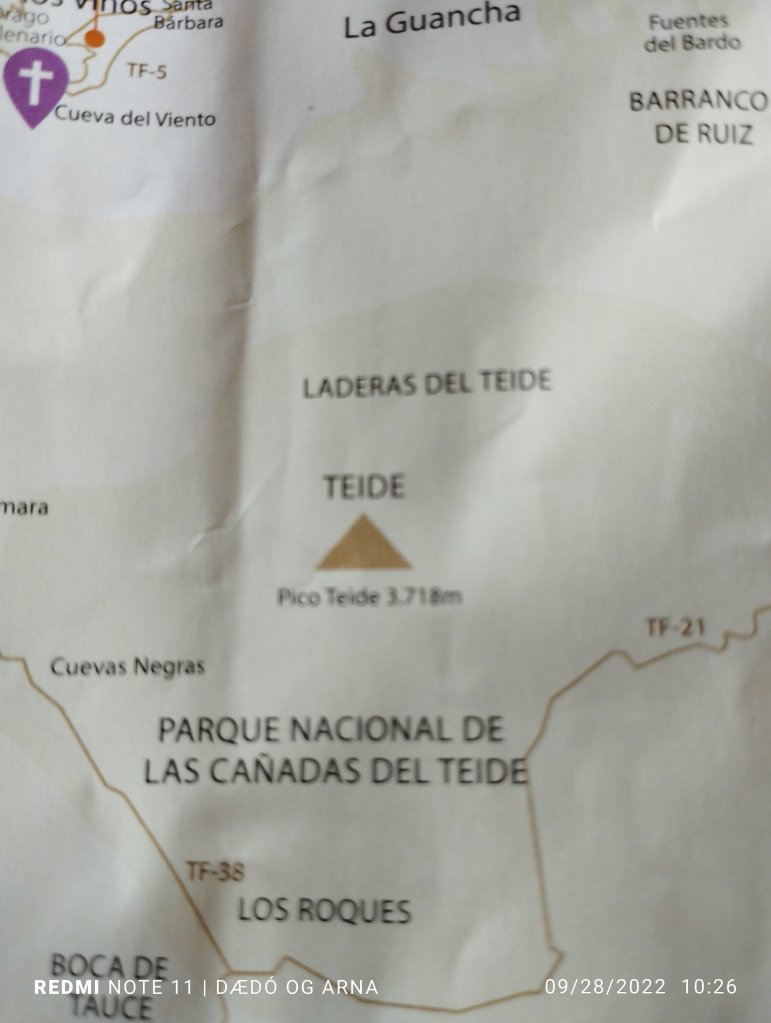 Vinos
Santa
Bárbara
TF-5
Cueva del Viento
La Guancha
Fuentes
del Bardo
BARRANCO
DE RUIZ
LADERAS DEL TEIDE
TEIDE
mara
Pico Teide 3.718m
TF-21
Cuevas Negras
PARQUE NACIONAL DE
LAS CAÑADAS DEL TEIDE
TF-38
LOS ROQUES
BOCA DE
TAUCE
REDMI NOTE 11 | DÆDÓ OG ARNA
09/28/2022 10:26